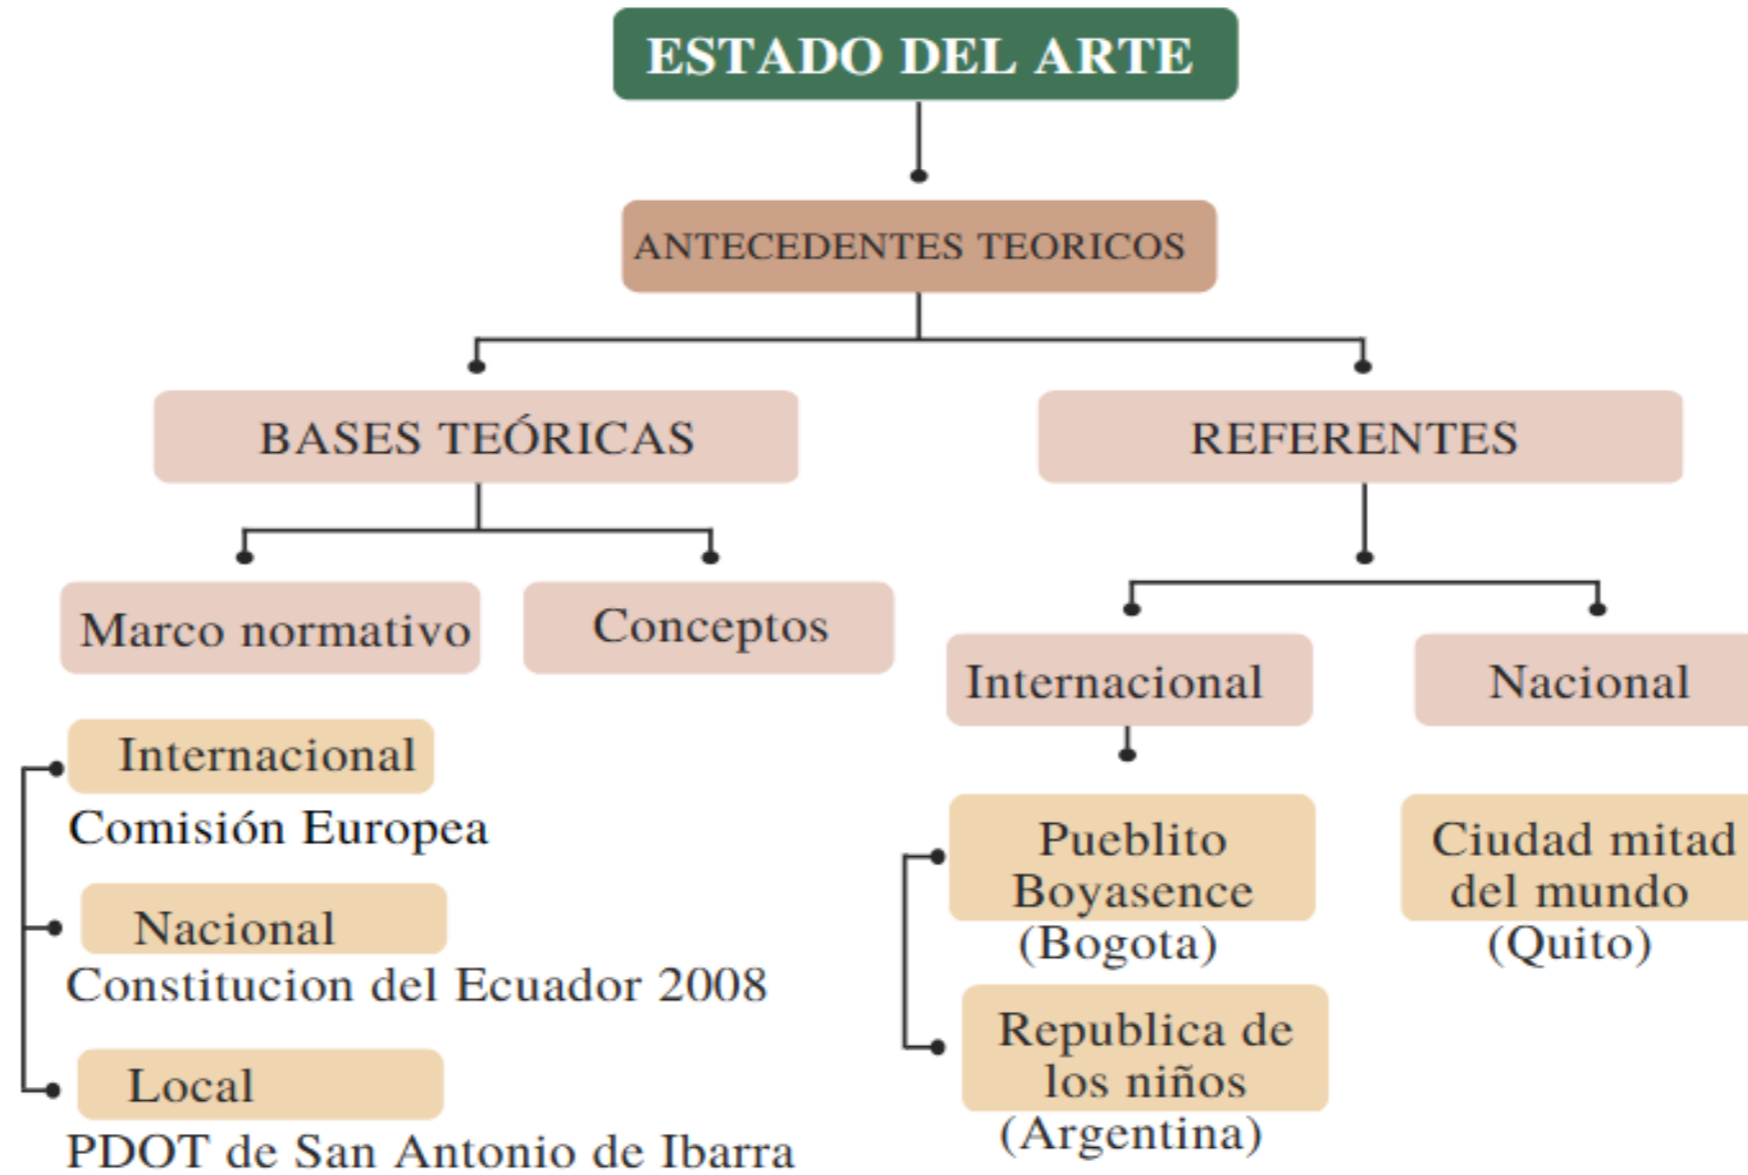 ESTADO DEL ARTE
ANTECEDENTES TEORICOS
BASES TEÓRICAS
REFERENTES
Marco normativo
Conceptos
Internacional
Comisión Europea
Nacional
Constitucion del Ecuador 2008
Local
PDOT de San Antonio de Ibarra
Internacional
Nacional
Pueblito
Boyasence
(Bogota)
Republica de
los niños
(Argentina)
Ciudad mitad
del mundo
(Quito)